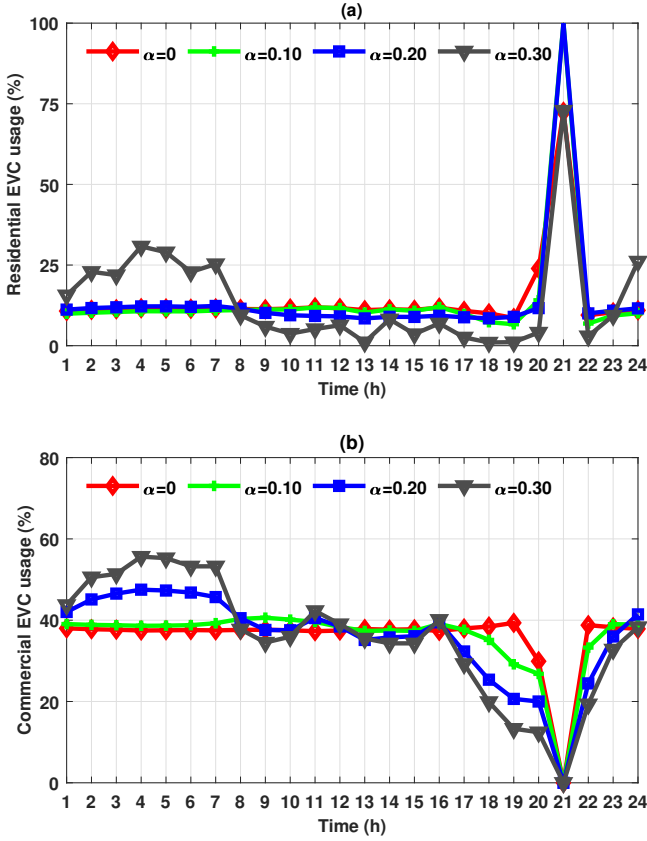 (a)
100
75
50
25
0
Residential EVC usage (%)
α=0 α=0.10 α=0.20 α=0.30
1 2 3 4 5 6 7 8 9 10 11 12 13 14 15 16 17 18 19 20 21 22 23 24
Time (h)
(b)
80
60
40
20
0
Commercial EVC usage (%)
α=0 α=0.10 α=0.20 α=0.30
1 2 3 4 5 6 7 8 9 10 11 12 13 14 15 16 17 18 19 20 21 22 23 24
Time (h)